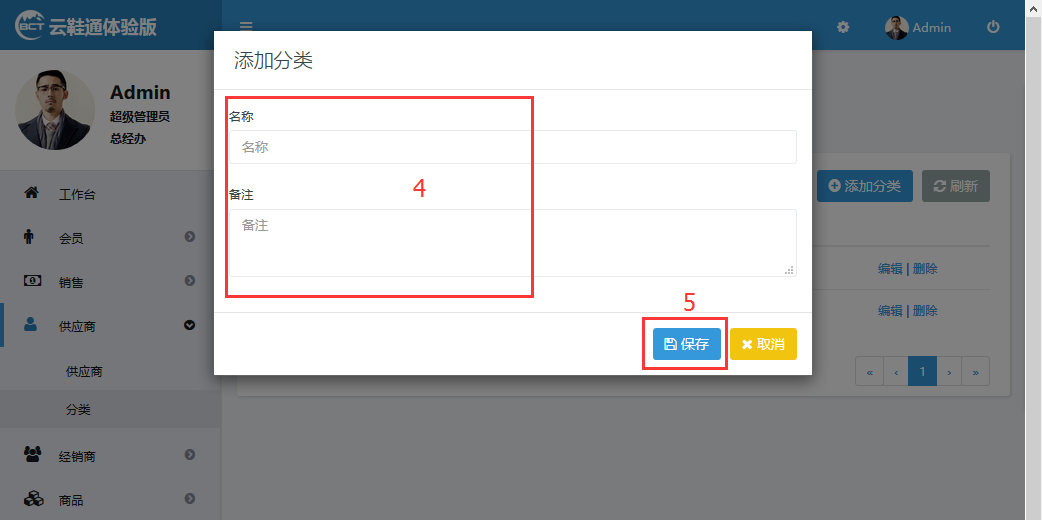 BCT 云鞋通体验版
Admin
添加分类
Admin
超级管理员
总经办
名称
名称
4
备注
备注
添加分类
刷新
工作台
会员
销售
供应商
供应商
分类
经销商
商品
编辑 | 删除
编辑 | 删除
5
保存
取消
« ‹ 1 › »